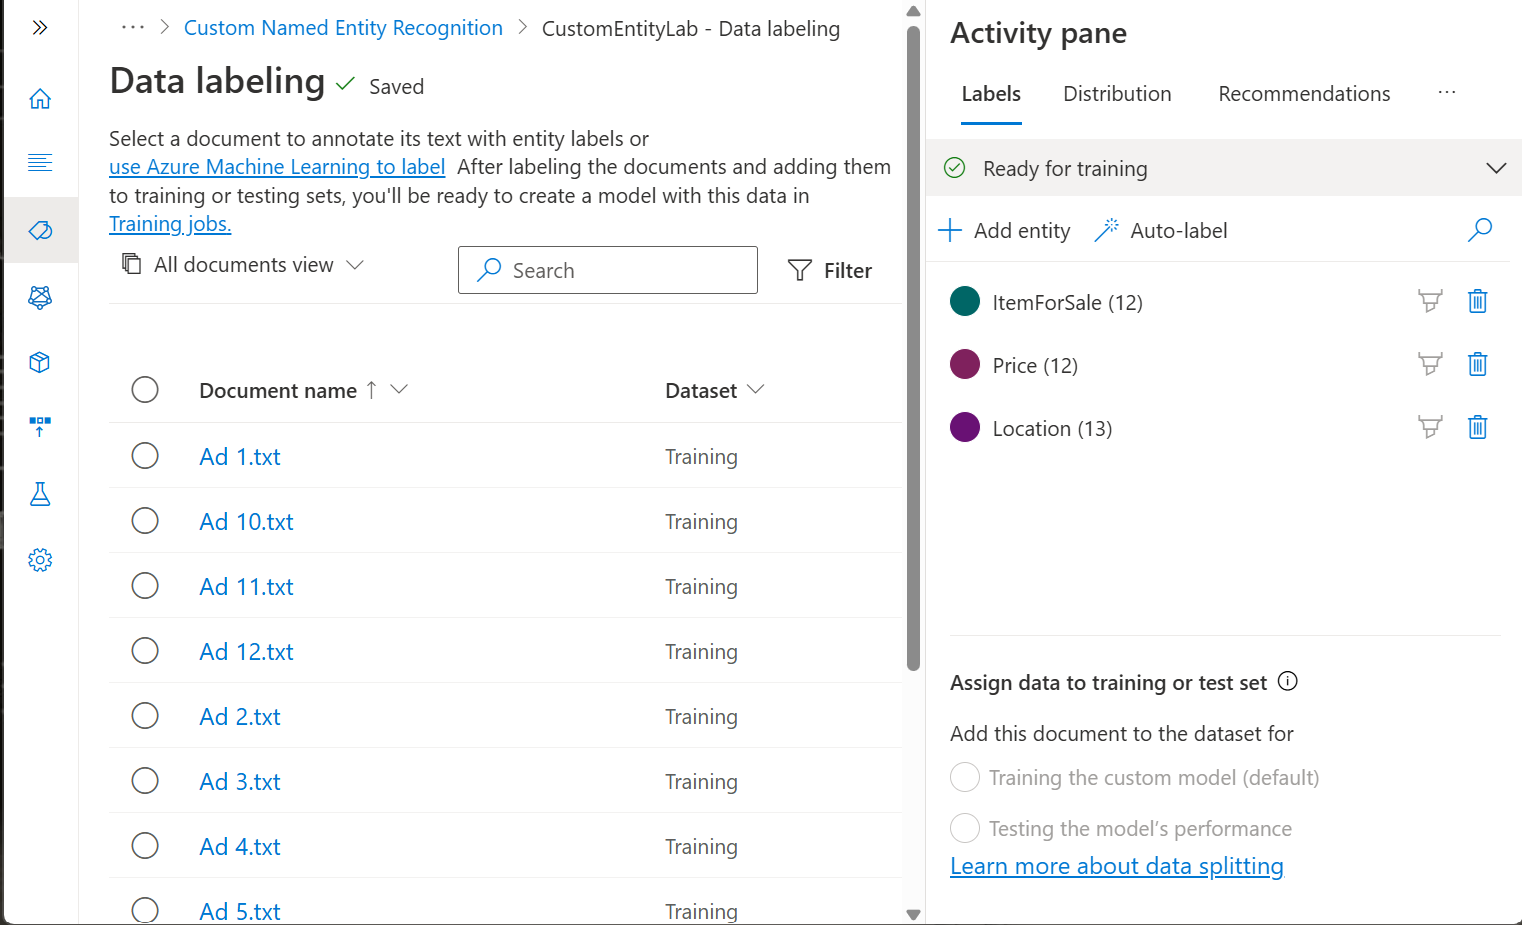 Custom Named Entity Recognition > CustomEntityLab - Data labeling
Data labeling Saved
Select a document to annotate its text with entity labels or
use Azure Machine Learning to label After labeling the documents and adding them
to training or testing sets, you'll be ready to create a model with this data in
Training jobs.
All documents view
Search
Filter
Document name ↑ Dataset
Ad 1.txt Training
Ad 10.txt Training
Ad 11.txt Training
Ad 12.txt Training
Ad 2.txt Training
Ad 3.txt Training
Ad 4.txt Training
Ad 5.txt Training
Activity pane
Labels Distribution Recommendations ...
Ready for training
Add entity Auto-label
ItemForSale (12)
Price (12)
Location (13)
Assign data to training or test set
Add this document to the dataset for
Training the custom model (default)
Testing the model’s performance
Learn more about data splitting